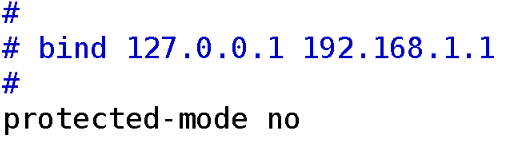 #
# bind 127.0.0.1 192.168.1.1
#
protected-mode no